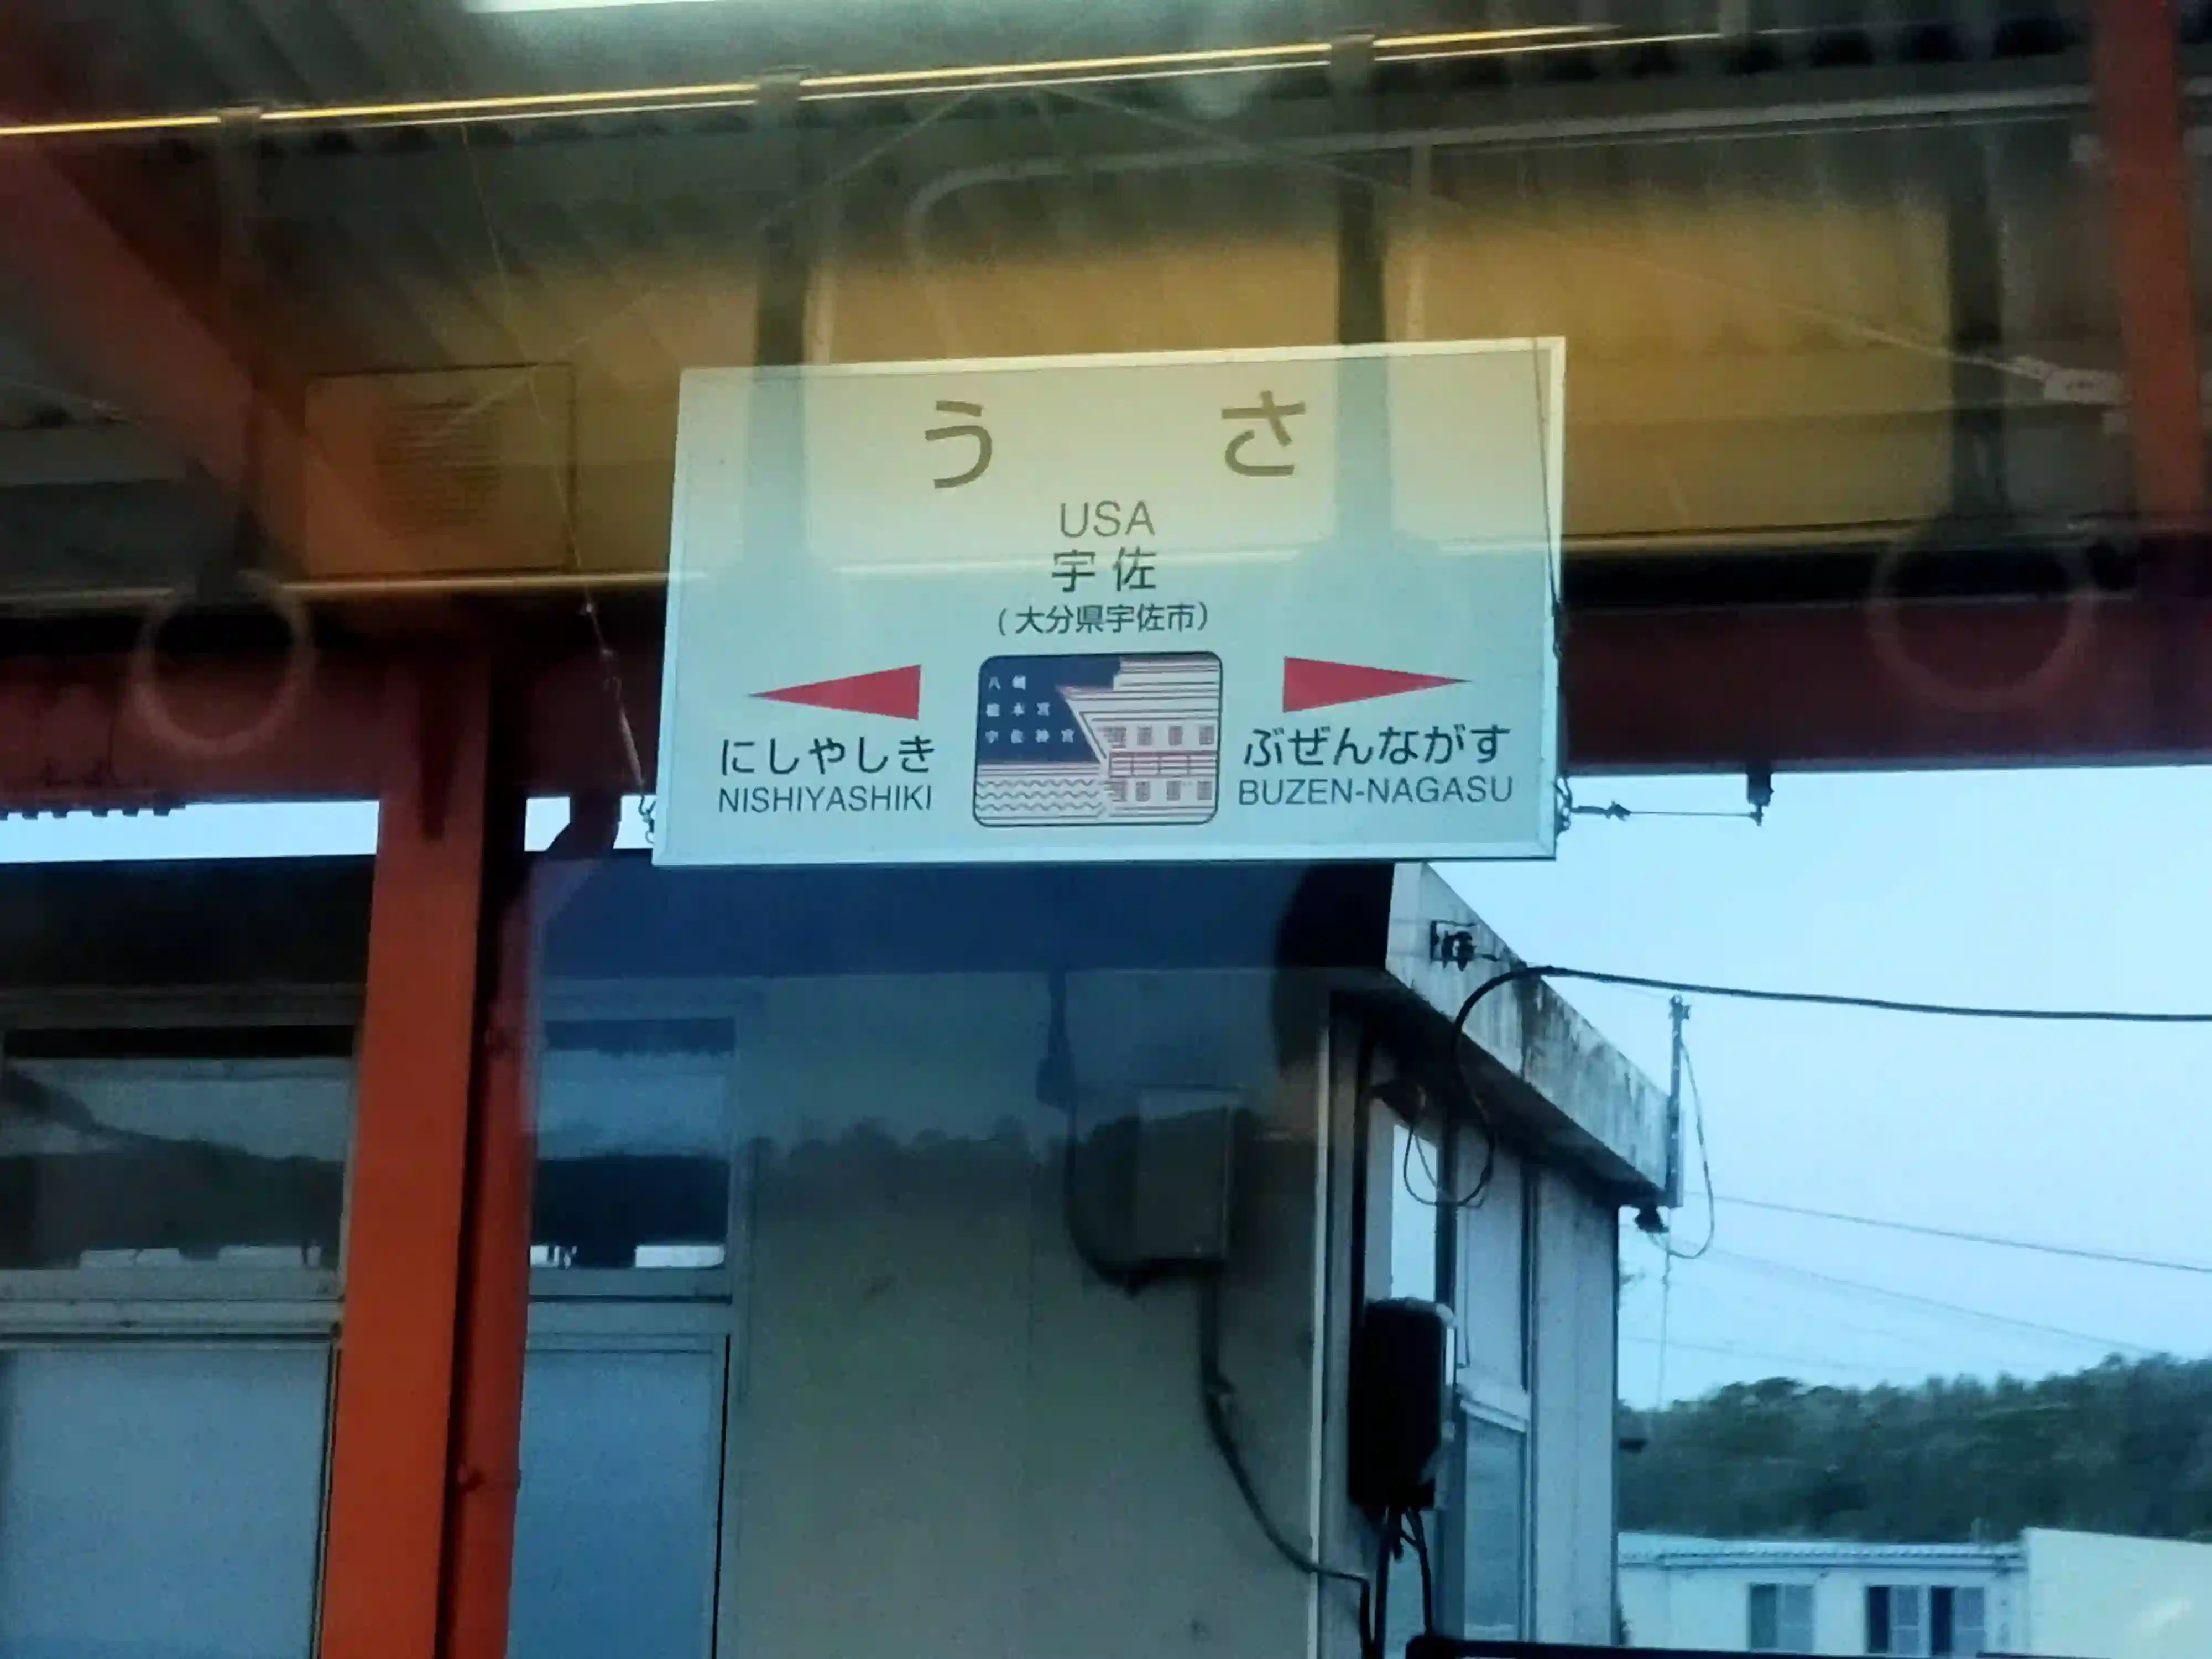 うさ
USA
宇佐
(大分県宇佐市)
八幡
総本宮
宇佐神宮
にしやしき
NISHIYASHIKI
ぶぜんながす
BUZEN-NAGASU